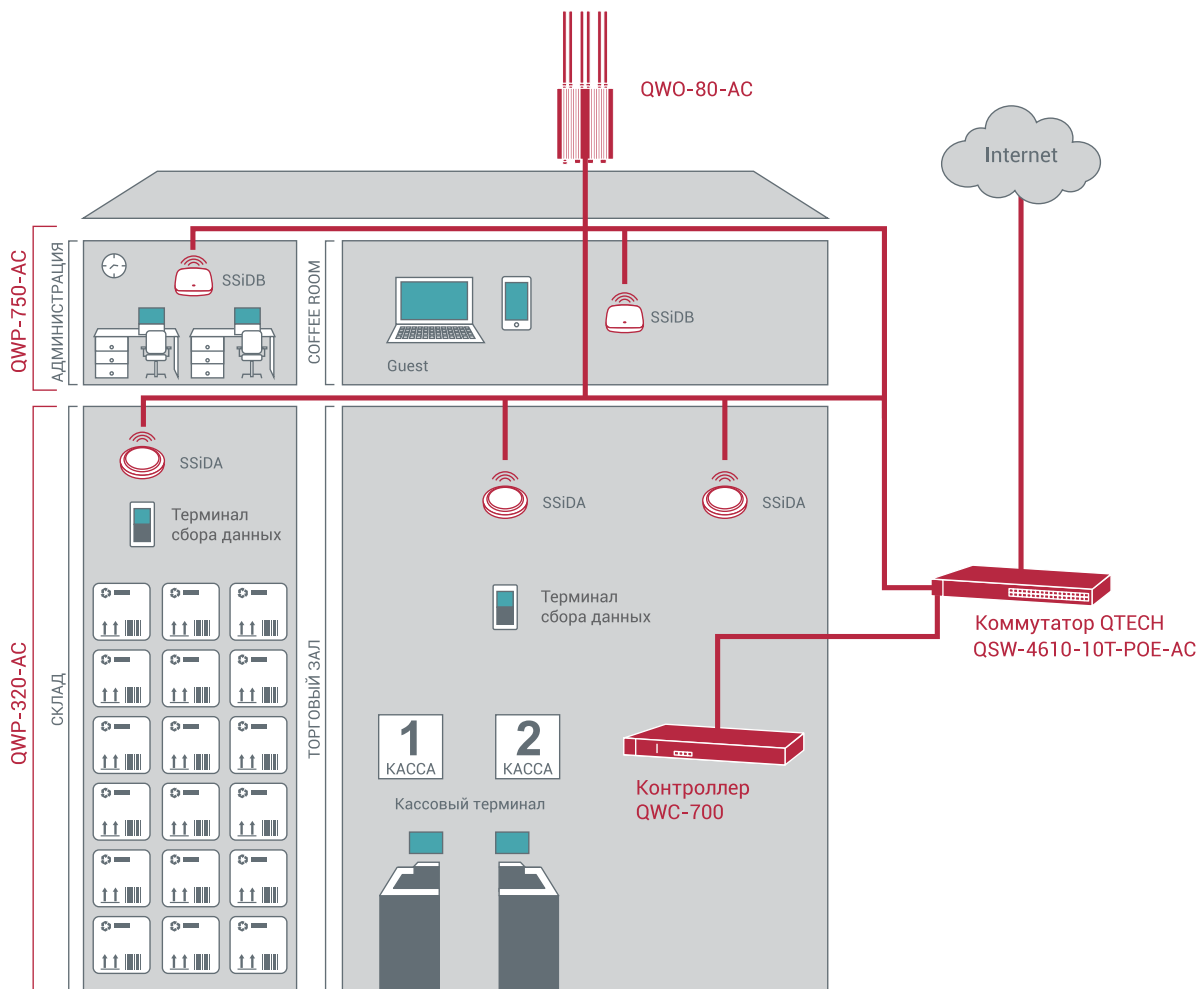 QWO-80-AC
Internet
QWP-750-AC
АДМИНИСТРАЦИЯ
SSiDB
COFFEE ROOM
Guest
SSiDB
QWP-320-AC
СКЛАД
SSiDA
Терминал
сбора данных
ТОРГОВЫЙ ЗАЛ
SSiDA
SSiDA
Терминал
сбора данных
1
КАССА
2
КАССА
Кассовый терминал
Контроллер
QWC-700
Коммутатор QTECH
QSW-4610-10T-POE-AC